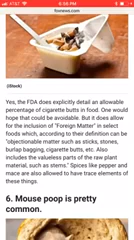 6:58 PM
foxnews.com
(iStock)
Yes, the FDA does explicitly detail an allowable
percentage of cigarette butts in food. One would
hope that could be avoidable. But it does allow
for the inclusion of "Foreign Matter" in select
foods which, according to their definition can be
"objectionable matter such as sticks, stones,
burlap bagging, cigarette butts, etc. Also
includes the valueless parts of the raw plant
material, such as stems." Spices like pepper and
mace are also allowed to have trace elements of
these things.
6. Mouse poop is pretty
common.